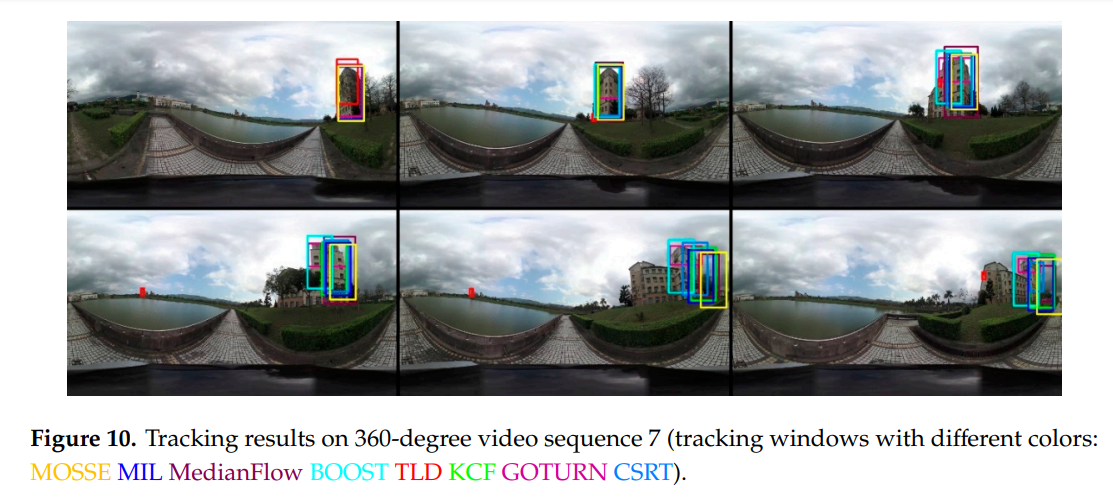 Figure 10. Tracking results on 360-degree video sequence 7 (tracking windows with different colors:
MOSSE MIL MedianFlow BOOST TLD KCF GOTURN CSRT).